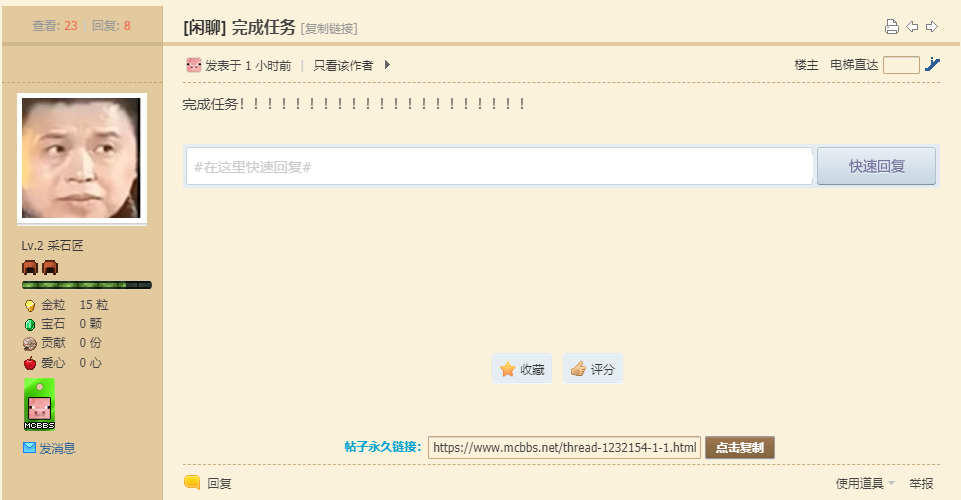 查看: 23 回复: 8
[闲聊] 完成任务 [复制链接]
发表于 1 小时前 | 只看该作者
楼主 电梯直达
完成任务！！！！！！！！！！！！！！！！！！！！！
#在这里快速回复#
快速回复
Lv.2 采石匠
金粒 15 粒
宝石 0 颗
贡献 0 份
爱心 0 心
MCBBS
发消息
收藏
评分
帖子永久链接: https://www.mcbbs.net/thread-1232154-1-1.html 点击复制
回复
使用道具 举报